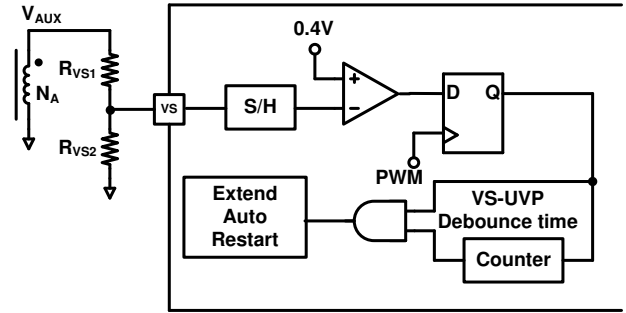 VAUX
0.4V
RVS1
NA
VS
S/H
+
−
D Q
RVS2
PWM
Extend
Auto
Restart
VS-UVP
Debounce time
Counter